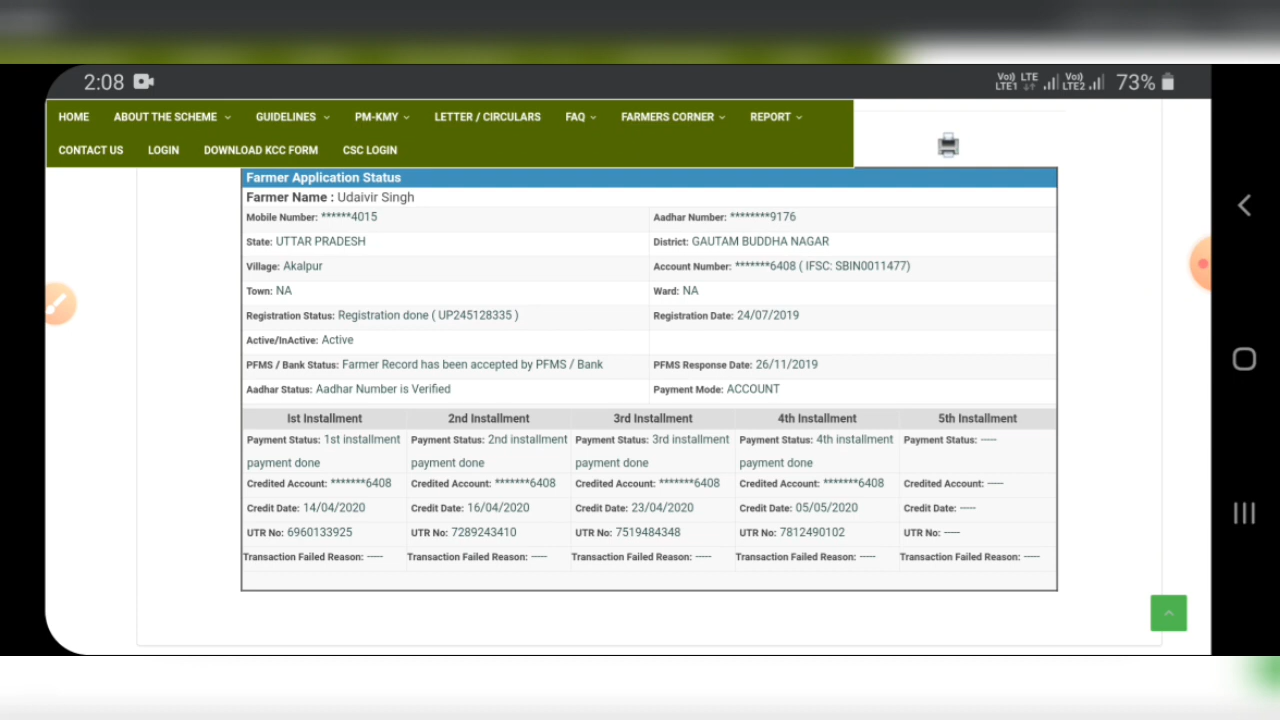 2:08
Vo) LTE LTE1 Vo) LTE2 73%
HOME ABOUT THE SCHEME GUIDELINES PM-KMY LETTER / CIRCULARS FAQ FARMERS CORNER REPORT
CONTACT US LOGIN DOWNLOAD KCC FORM CSC LOGIN
Farmer Application Status
Farmer Name : Udaivir Singh
Mobile Number: ******4015 Aadhar Number: ********9176
State: UTTAR PRADESH District: GAUTAM BUDDHA NAGAR
Village: Akalpur Account Number: *******6408 ( IFSC: SBIN0011477)
Town: NA Ward: NA
Registration Status: Registration done ( UP245128335 ) Registration Date: 24/07/2019
Active/InActive: Active
PFMS / Bank Status: Farmer Record has been accepted by PFMS / Bank PFMS Response Date: 26/11/2019
Aadhar Status: Aadhar Number is Verified Payment Mode: ACCOUNT
Ist Installment 2nd Installment 3rd Installment 4th Installment 5th Installment
Payment Status: 1st installment Payment Status: 2nd installment Payment Status: 3rd installment Payment Status: 4th installment Payment Status: -----
payment done payment done payment done payment done
Credited Account: *******6408 Credited Account: *******6408 Credited Account: *******6408 Credited Account: *******6408 Credited Account: -----
Credit Date: 14/04/2020 Credit Date: 16/04/2020 Credit Date: 23/04/2020 Credit Date: 05/05/2020 Credit Date: -----
UTR No: 6960133925 UTR No: 7289243410 UTR No: 7519484348 UTR No: 7812490102 UTR No: -----
Transaction Failed Reason: ----- Transaction Failed Reason: ----- Transaction Failed Reason: ----- Transaction Failed Reason: ----- Transaction Failed Reason: -----